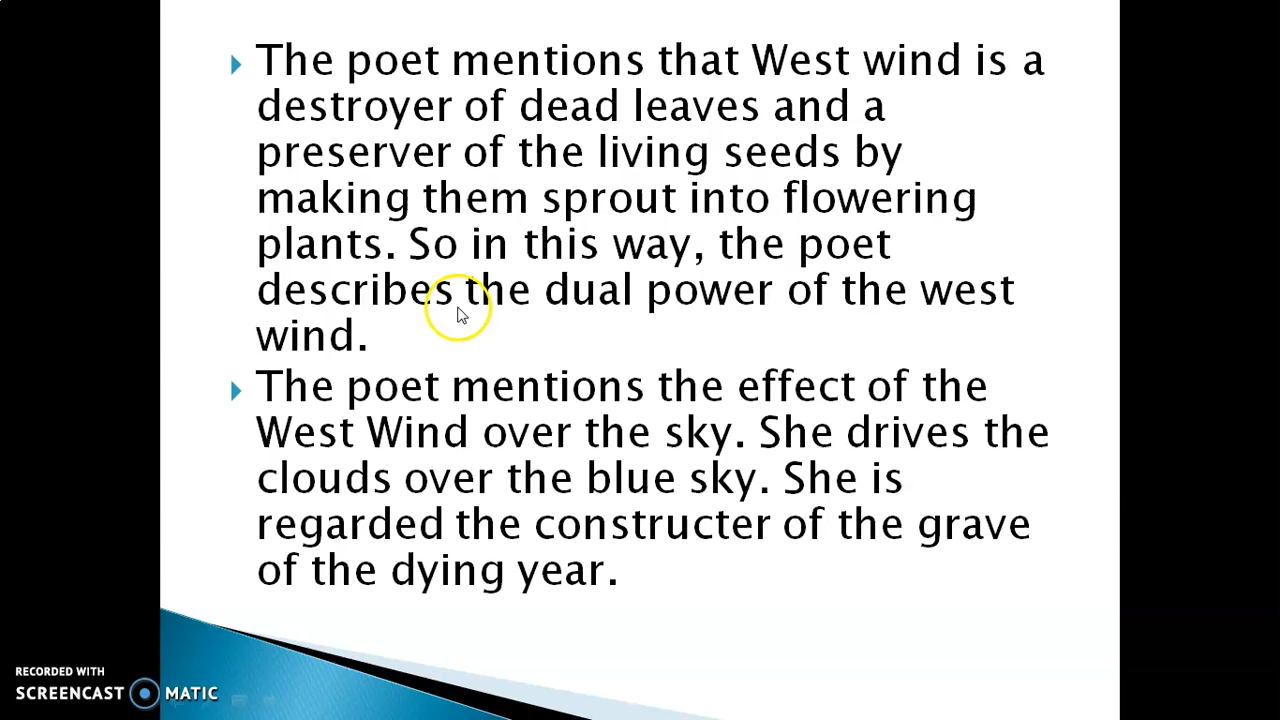 The poet mentions that West wind is a
destroyer of dead leaves and a
preserver of the living seeds by
making them sprout into flowering
plants. So in this way, the poet
describes the dual power of the west
wind.
The poet mentions the effect of the
West Wind over the sky. She drives the
clouds over the blue sky. She is
regarded the constructer of the grave
of the dying year.
RECORDED WITH
SCREENCAST MATIC